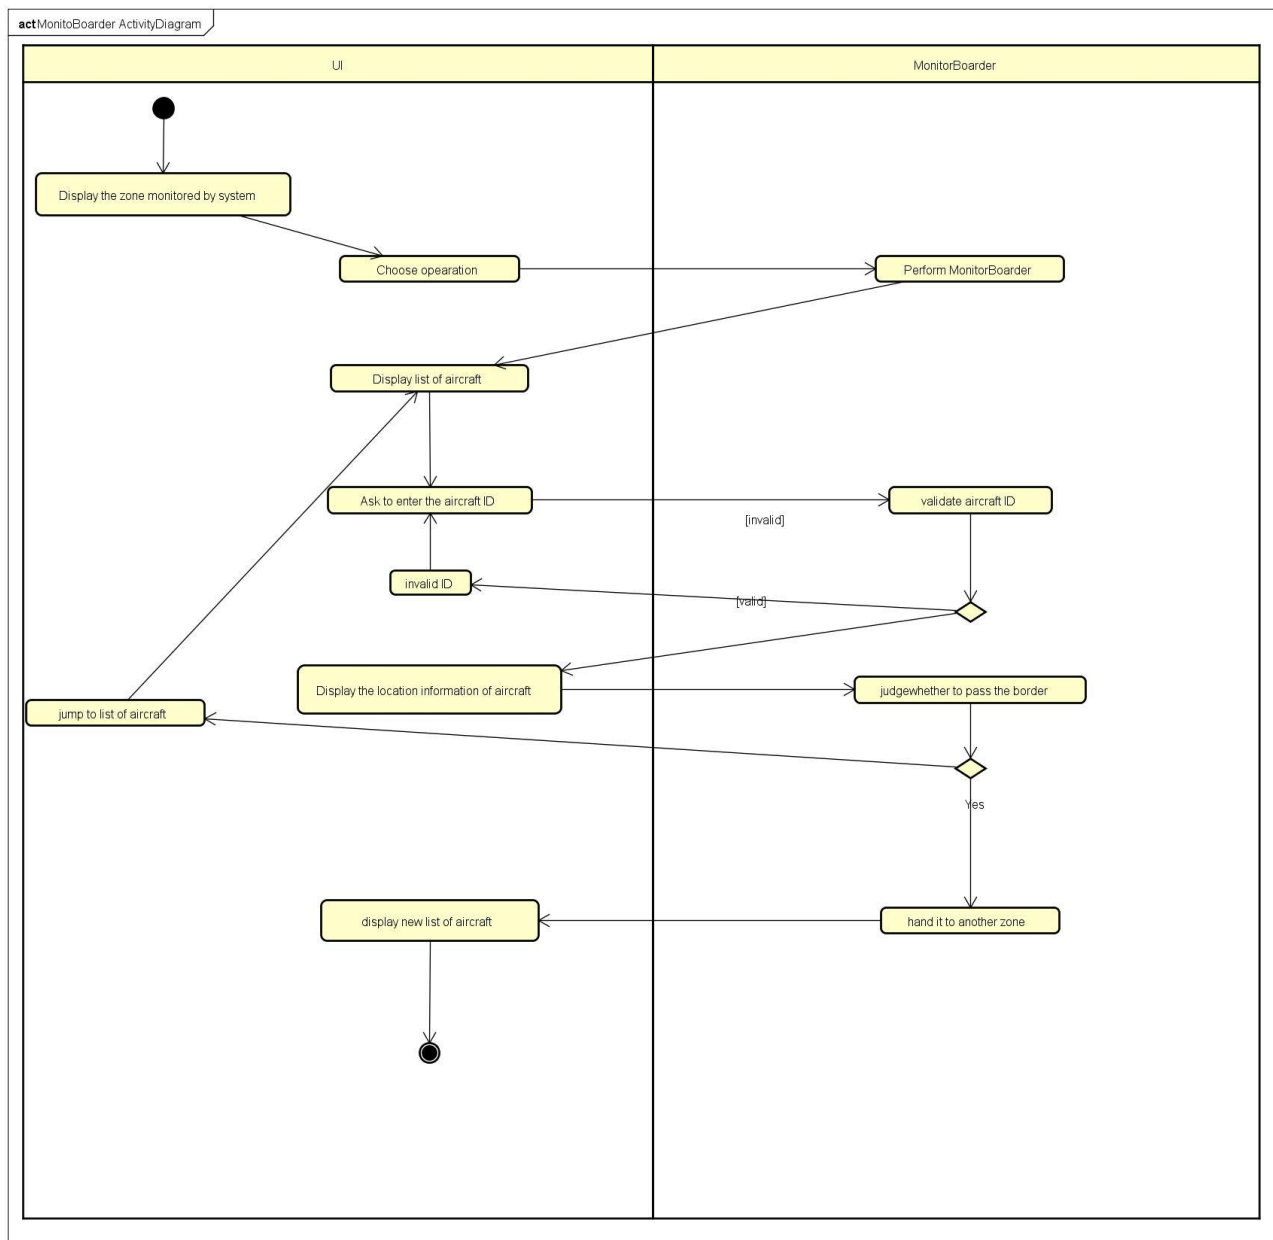 act MonitoBoarder ActivityDiagram
UI
MonitorBoarder
Display the zone monitored by system
Choose opearation
Perform MonitorBoarder
Display list of aircraft
Ask to enter the aircraft ID
validate aircraft ID
[invalid]
invalid ID
[valid]
Display the location information of aircraft
judgewhether to pass the border
jump to list of aircraft
Yes
display new list of aircraft
hand it to another zone